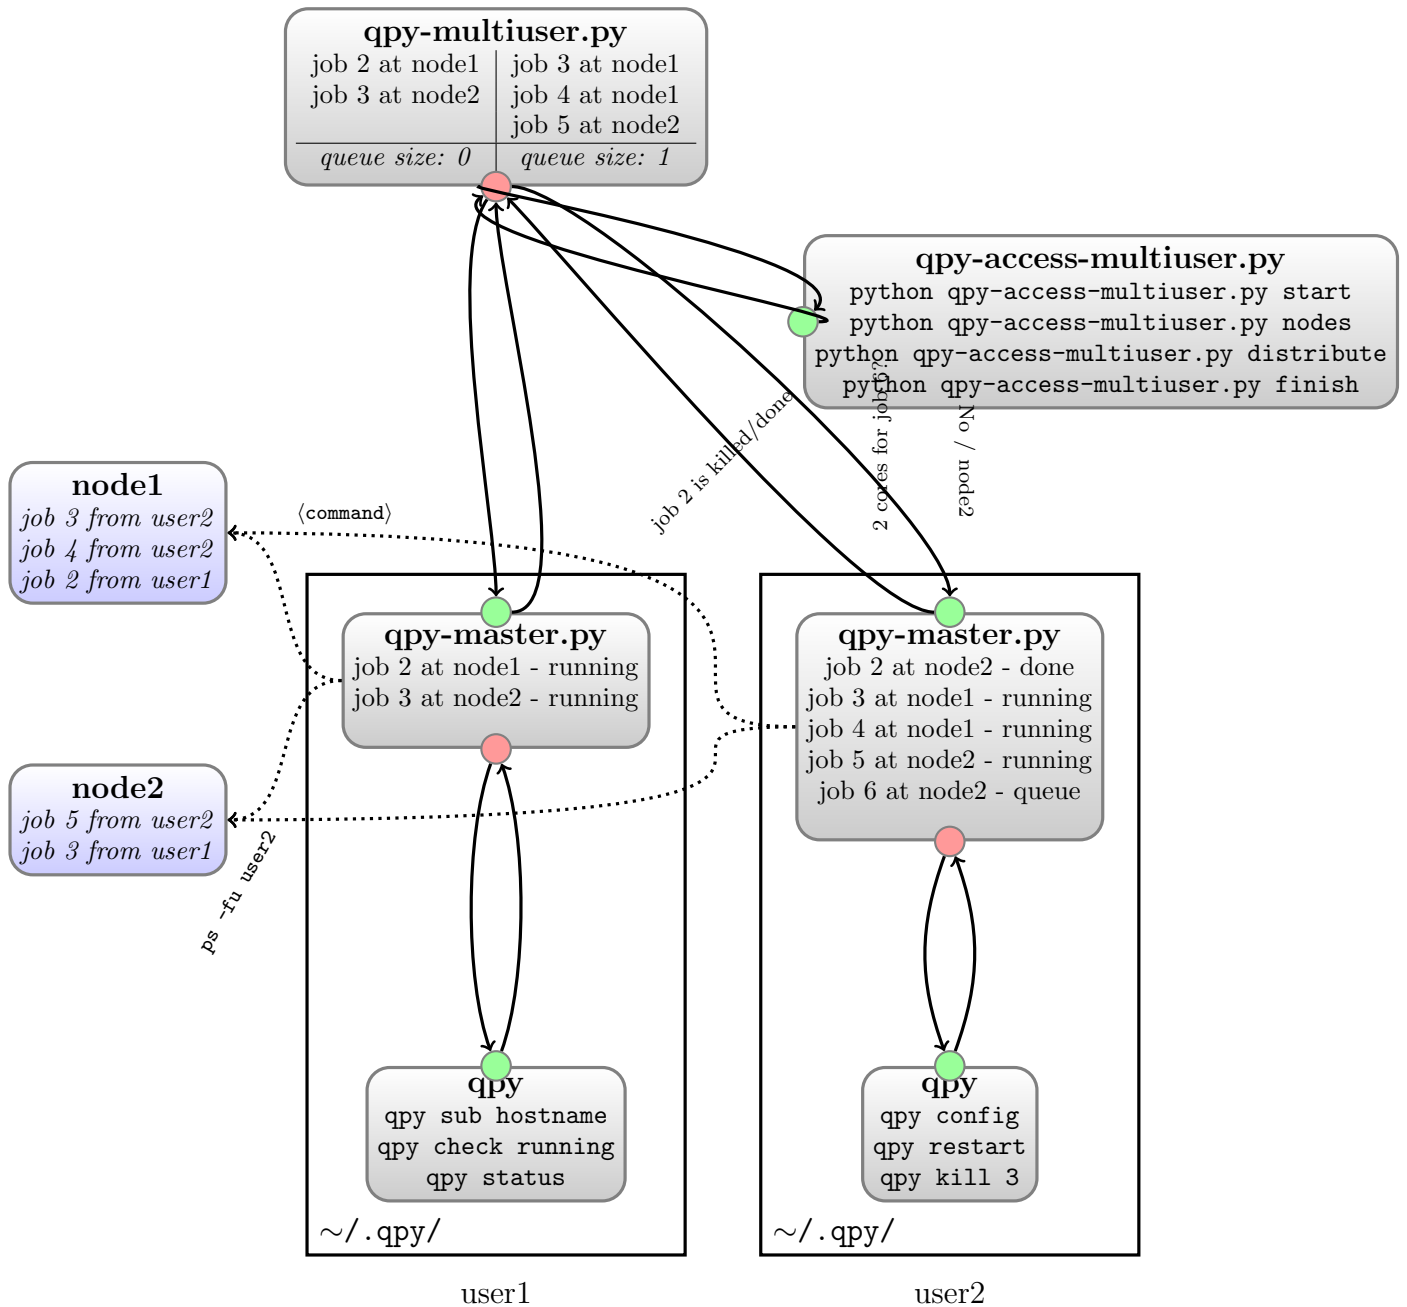 qpy-multiuser.py
job 2 at node1 job 3 at node1
job 3 at node2 job 4 at node1
job 5 at node2
queue size: 0 queue size: 1
qpy-access-multiuser.py
python qpy-access-multiuser.py start
python qpy-access-multiuser.py nodes
python qpy-access-multiuser.py distribute
python qpy-access-multiuser.py finish
job 2 is killed/done
2 cores for job 6?
No / node2
node1
job 3 from user2
job 4 from user2
job 2 from user1
⟨command⟩
node2
job 5 from user2
job 3 from user1
ps -fu user2
qpy-master.py
job 2 at node1 - running
job 3 at node2 - running
qpy
qpy sub hostname
qpy check running
qpy status
~/.qpy/
user1
qpy-master.py
job 2 at node2 - done
job 3 at node1 - running
job 4 at node1 - running
job 5 at node2 - running
job 6 at node2 - queue
qpy
qpy config
qpy restart
qpy kill 3
~/.qpy/
user2